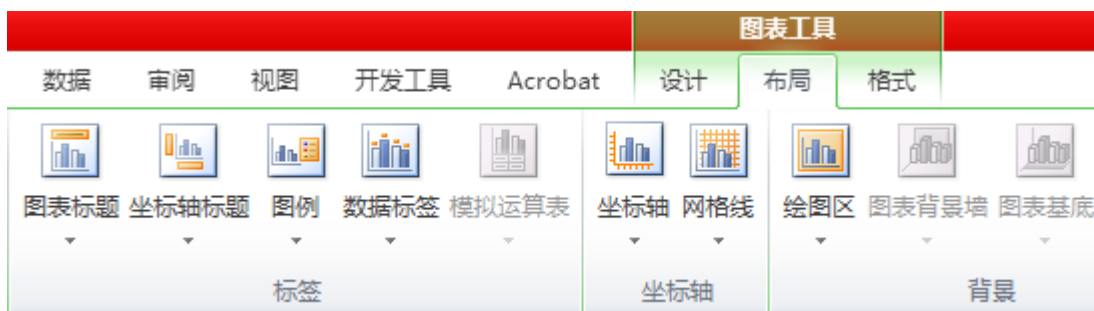 图表工具
数据 审阅 视图 开发工具 Acrobat 设计 布局 格式
图表标题 坐标轴标题 图例 数据标签 模拟运算表 坐标轴 网格线 绘图区 图表背景墙 图表基底
标签 坐标轴 背景